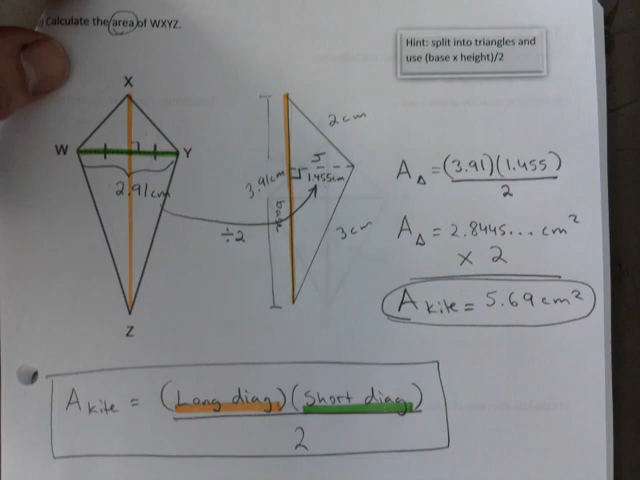 Calculate the area of WXYZ.
Hint: split into triangles and
use (base x height)/2
X
W
Y
2.91cm
Z
÷2
2cm
3.91cm
base
1.455cm
3cm
A△ = (3.91)(1.455)
2
A△ = 2.8445... cm²
x 2
A kite = 5.69cm²
A kite = (Long diag)(Short diag)
2